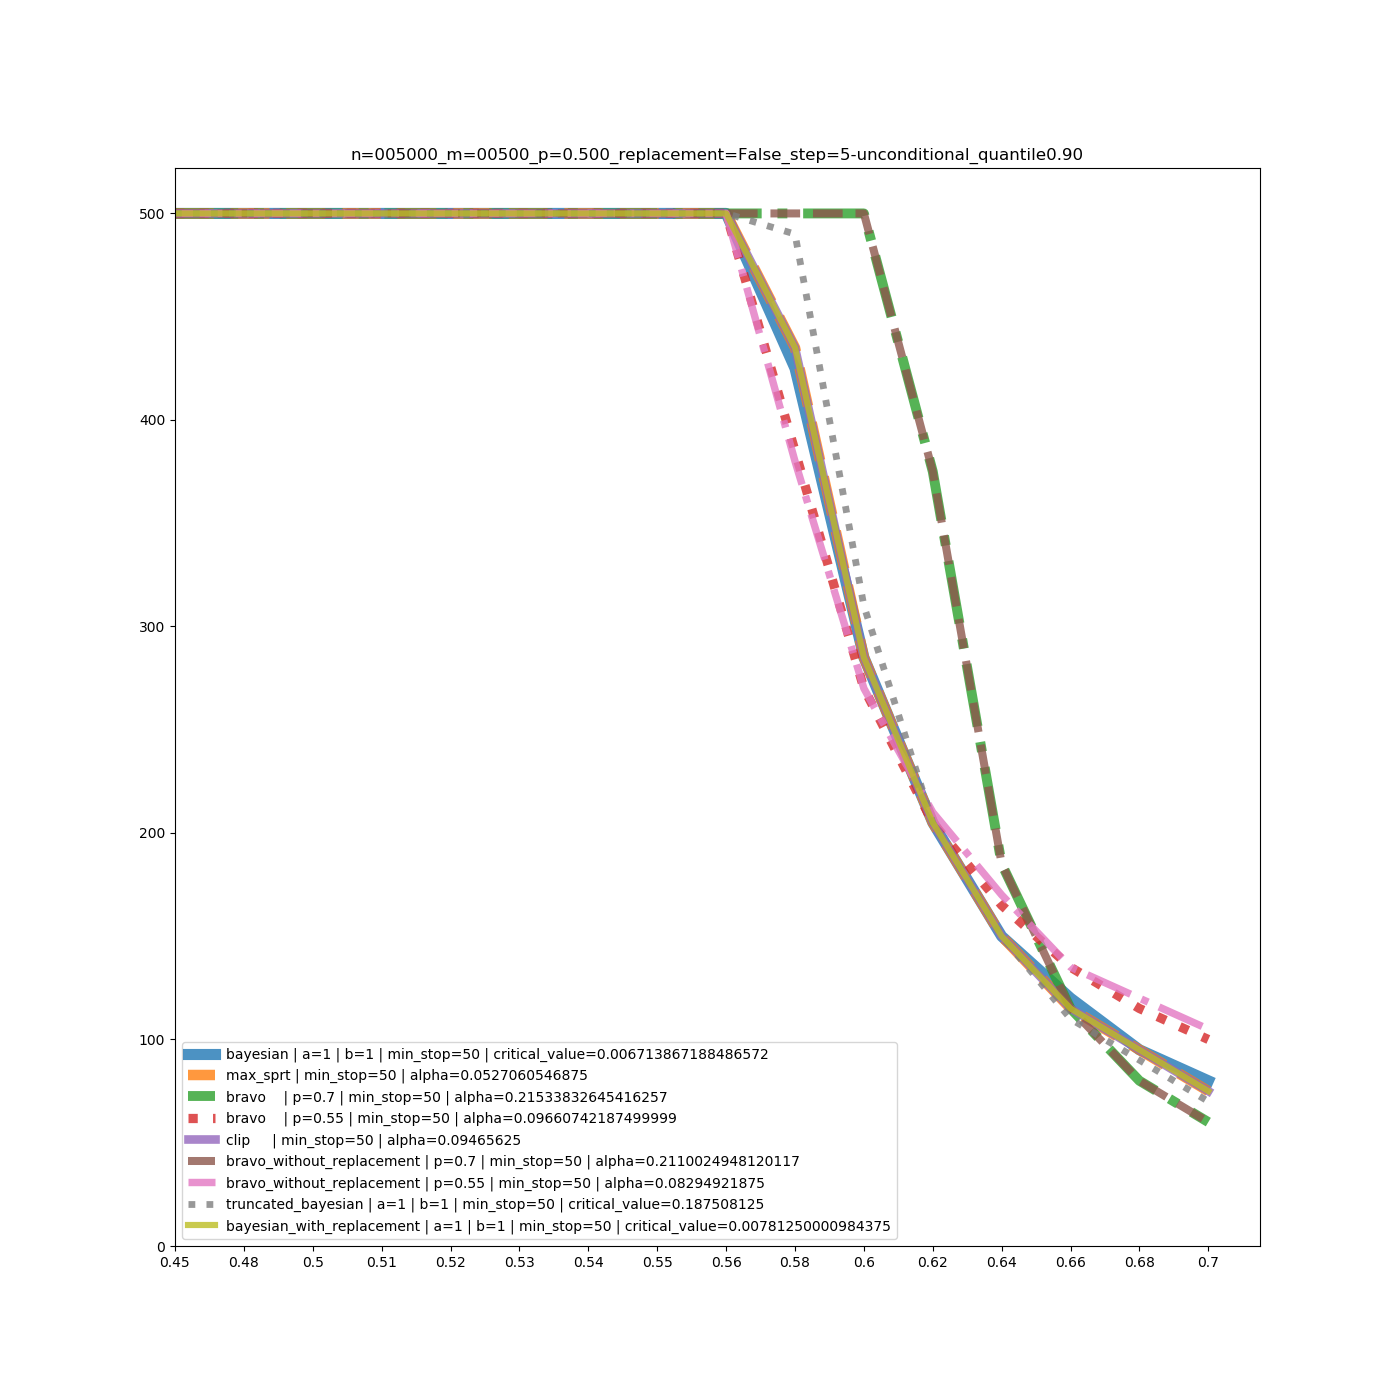 n=005000_m=00500_p=0.500_replacement=False_step=5-unconditional_quantile0.90
500
400
300
200
100
0
bayesian | a=1 | b=1 | min_stop=50 | critical_value=0.006713867188486572
max_sprt | min_stop=50 | alpha=0.0527060546875
bravo | p=0.7 | min_stop=50 | alpha=0.21533832645416257
bravo | p=0.55 | min_stop=50 | alpha=0.09660742187499999
clip | min_stop=50 | alpha=0.09465625
bravo_without_replacement | p=0.7 | min_stop=50 | alpha=0.2110024948120117
bravo_without_replacement | p=0.55 | min_stop=50 | alpha=0.08294921875
truncated_bayesian | a=1 | b=1 | min_stop=50 | critical_value=0.187508125
bayesian_with_replacement | a=1 | b=1 | min_stop=50 | critical_value=0.00781250000984375
0.45 0.48 0.5 0.51 0.52 0.53 0.54 0.55 0.56 0.58 0.6 0.62 0.64 0.66 0.68 0.7